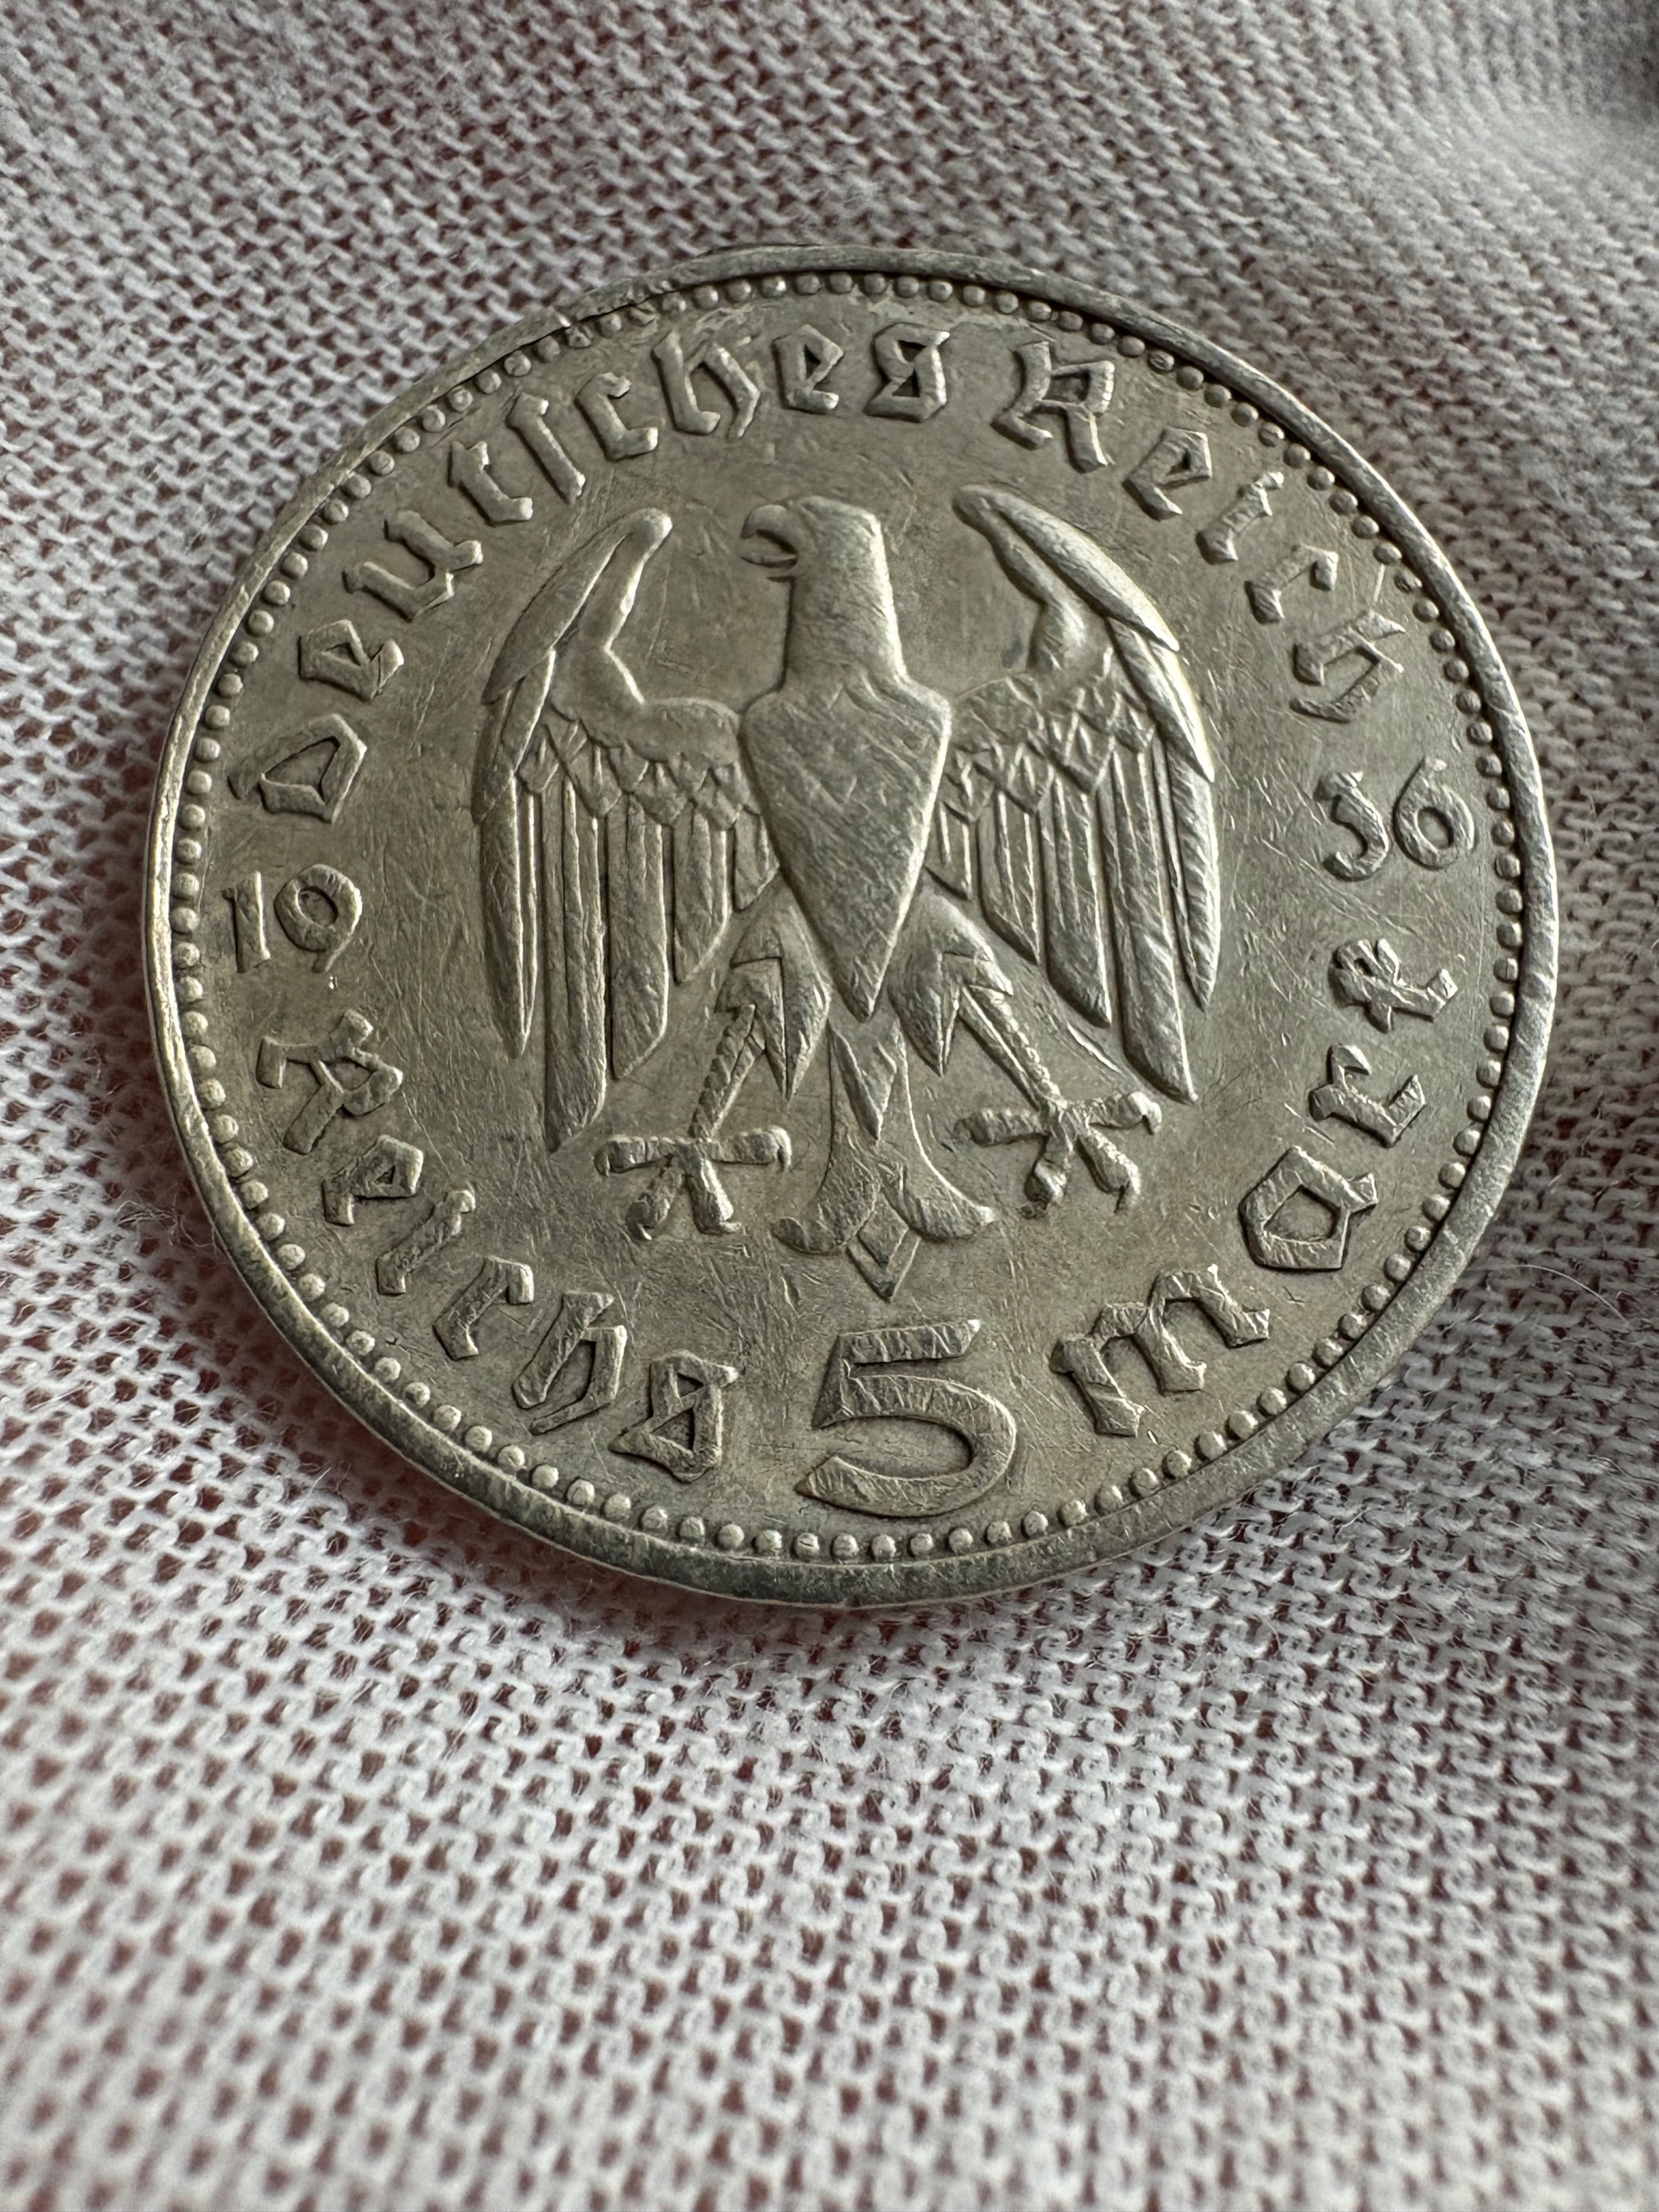 Deutsches Reich
19 36
Reichs 5 mark